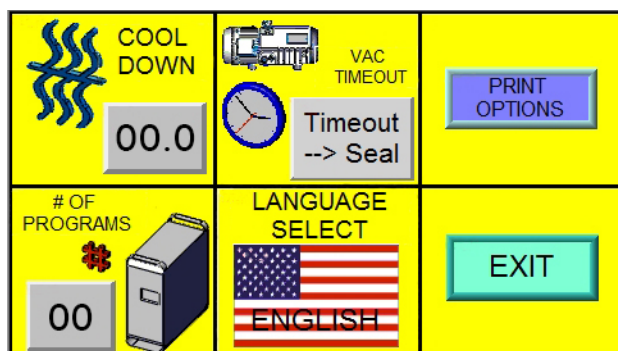 COOL
DOWN
00.0
VAC
TIMEOUT
Timeout
--> Seal
PRINT
OPTIONS
# OF
PROGRAMS
#
00
LANGUAGE
SELECT
ENGLISH
EXIT